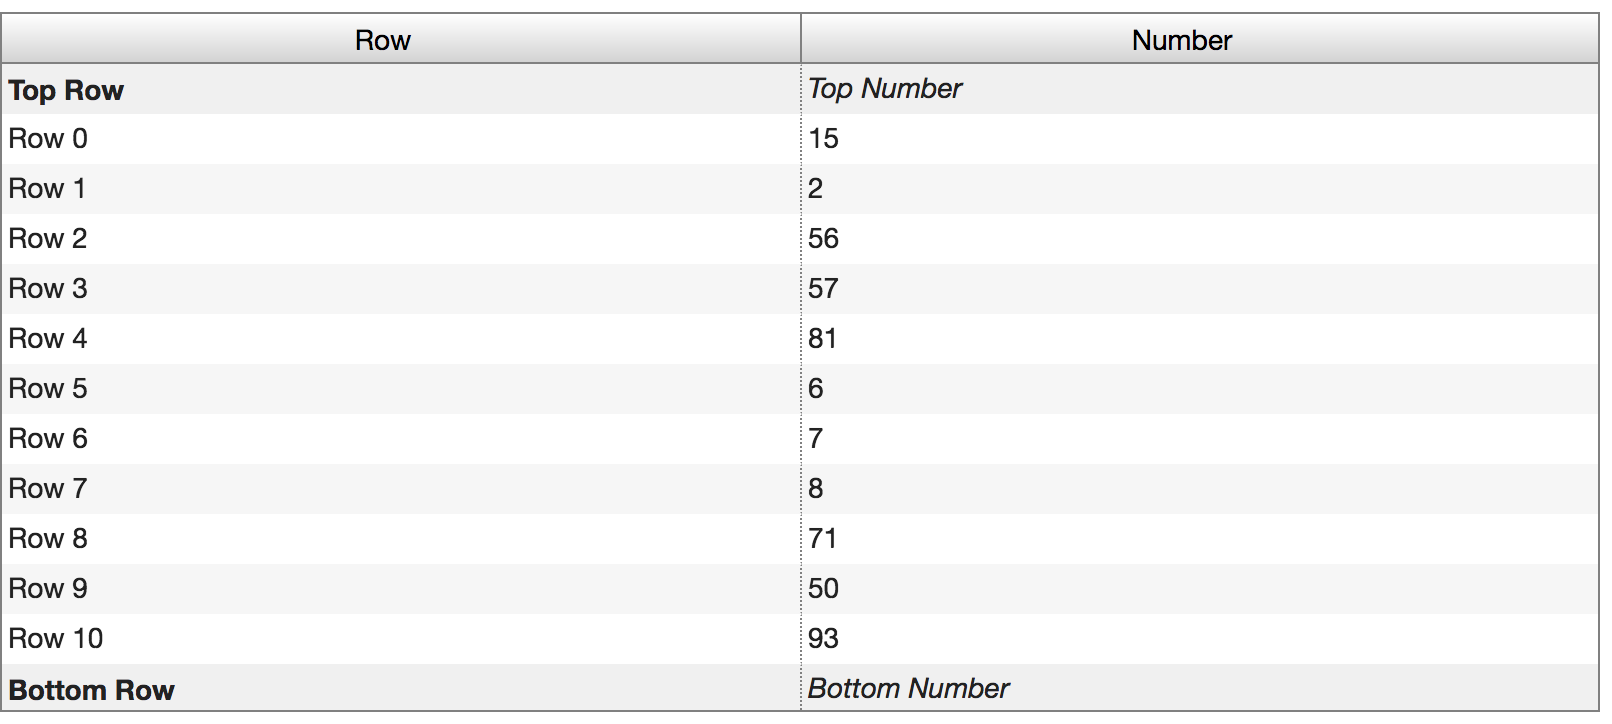 Row Number
Top Row Top Number
Row 0 15
Row 1 2
Row 2 56
Row 3 57
Row 4 81
Row 5 6
Row 6 7
Row 7 8
Row 8 71
Row 9 50
Row 10 93
Bottom Row Bottom Number